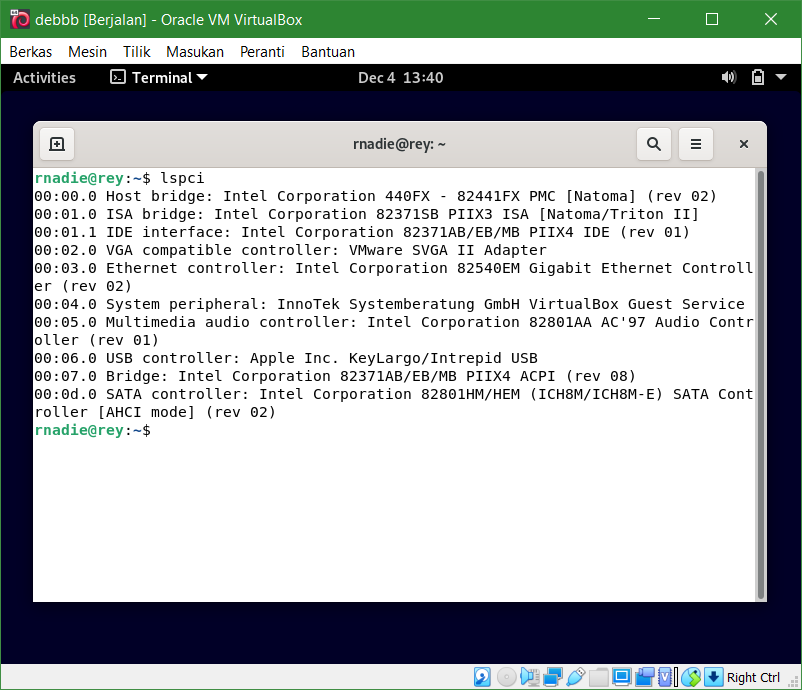 debbb [Berjalan] - Oracle VM VirtualBox
Berkas Mesin Tilik Masukan Peranti Bantuan
Activities Terminal Dec 4 13:40
rnadie@rey: ~
rnadie@rey:~$ lspci
00:00.0 Host bridge: Intel Corporation 440FX - 82441FX PMC [Natoma] (rev 02)
00:01.0 ISA bridge: Intel Corporation 82371SB PIIX3 ISA [Natoma/Triton II]
00:01.1 IDE interface: Intel Corporation 82371AB/EB/MB PIIX4 IDE (rev 01)
00:02.0 VGA compatible controller: VMware SVGA II Adapter
00:03.0 Ethernet controller: Intel Corporation 82540EM Gigabit Ethernet Controll
er (rev 02)
00:04.0 System peripheral: InnoTek Systemberatung GmbH VirtualBox Guest Service
00:05.0 Multimedia audio controller: Intel Corporation 82801AA AC'97 Audio Contr
oller (rev 01)
00:06.0 USB controller: Apple Inc. KeyLargo/Intrepid USB
00:07.0 Bridge: Intel Corporation 82371AB/EB/MB PIIX4 ACPI (rev 08)
00:0d.0 SATA controller: Intel Corporation 82801HM/HEM (ICH8M/ICH8M-E) SATA Cont
roller [AHCI mode] (rev 02)
rnadie@rey:~$
Right Ctrl